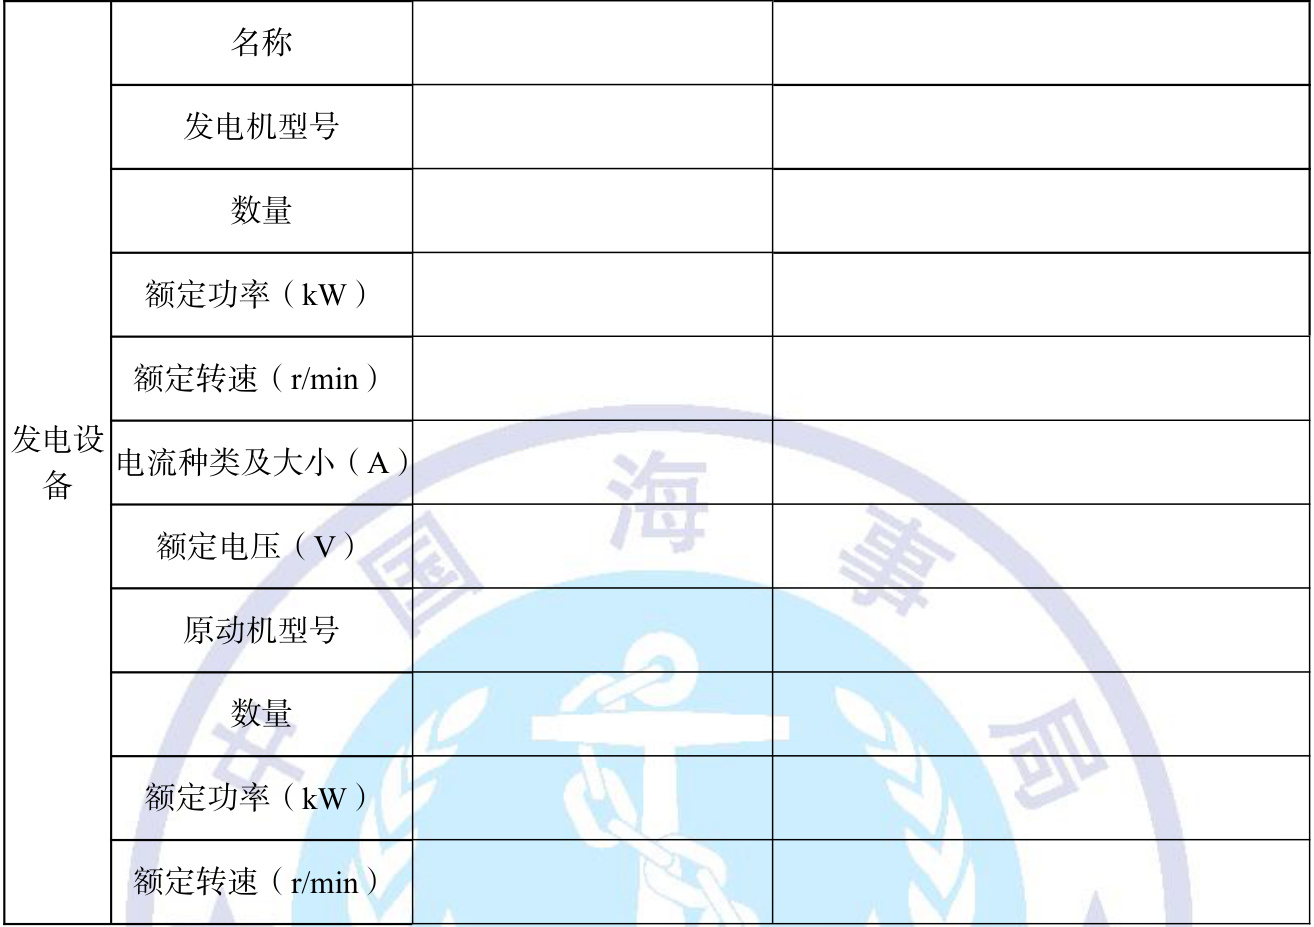 名称
发电机型号
数量
额定功率（kW）
额定转速（r/min）
发电设
备
电流种类及大小（A）
额定电压（V）
原动机型号
数量
额定功率（kW）
额定转速（r/min）
中国海事局